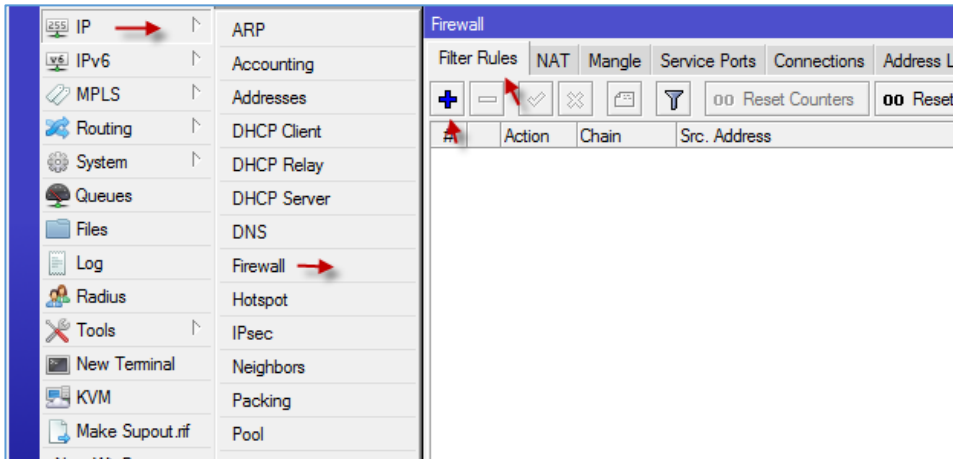 IP
IPv6
MPLS
Routing
System
Queues
Files
Log
Radius
Tools
New Terminal
KVM
Make Supout.rif
ARP
Accounting
Addresses
DHCP Client
DHCP Relay
DHCP Server
DNS
Firewall
Hotspot
IPsec
Neighbors
Packing
Pool
Firewall
Filter Rules NAT Mangle Service Ports Connections Address L
00 Reset Counters 00 Reset
# Action Chain Src. Address